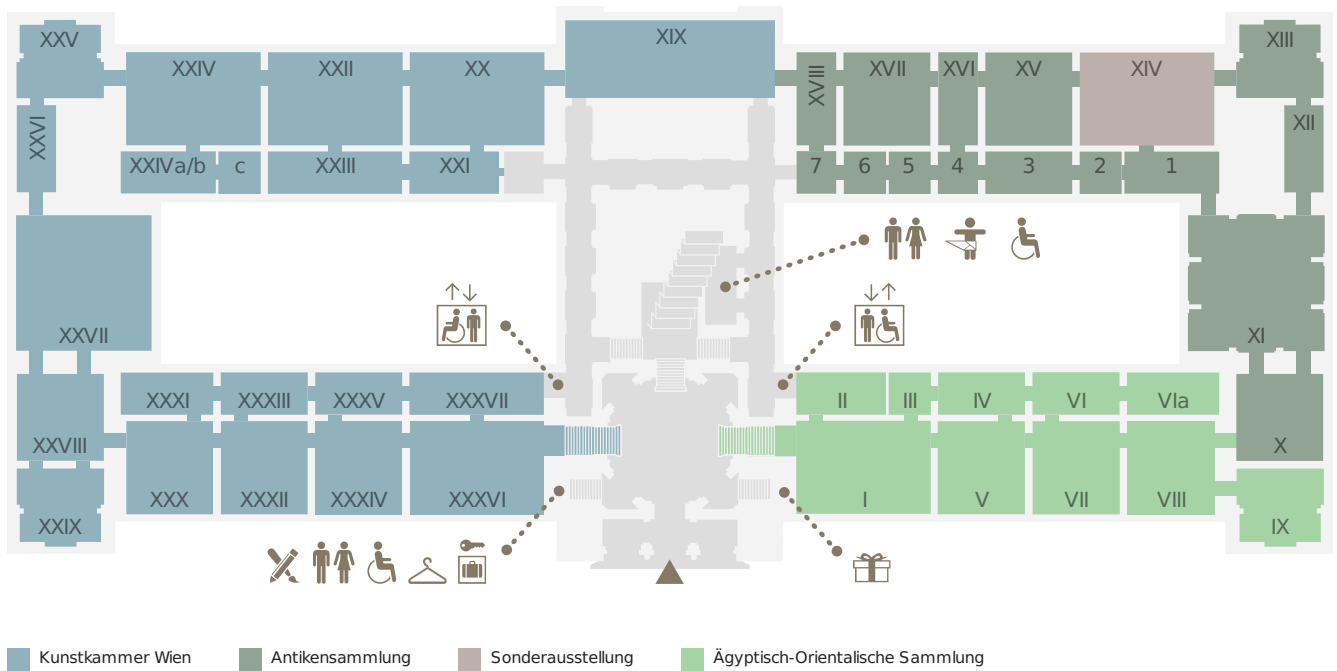 XXV
XXIV
XXII
XX
XIX
XVIII
XVII
XVI
XV
XIV
XIII
XXVI
XII
XXIVa/b
c
XXIII
XXI
7
6
5
4
3
2
1
XXVII
XI
XXXI
XXXIII
XXXV
XXXVII
II
III
IV
VI
VIa
XXVIII
X
XXX
XXXII
XXXIV
XXXVI
I
V
VII
VIII
XXIX
IX
Kunstkammer Wien
Antikensammlung
Sonderausstellung
Ägyptisch-Orientalische Sammlung